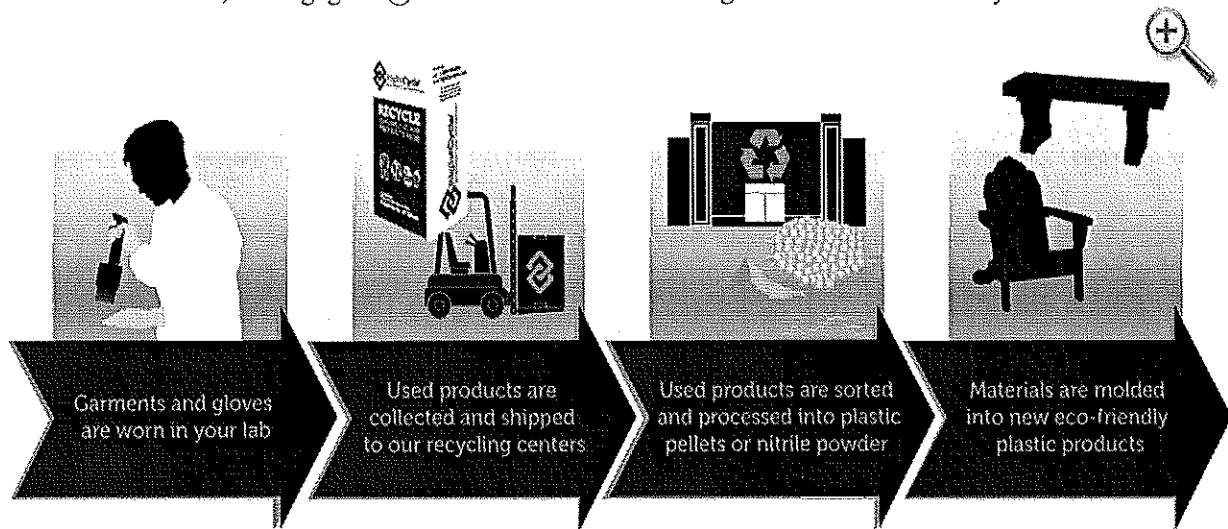 RECYCLE
Garments and gloves
are worn in your lab
Used products are
collected and shipped
to our recycling centers
Used products are sorted
and processed into plastic
pellets or nitrile powder
Materials are molded
into new eco-friendly
plastic products